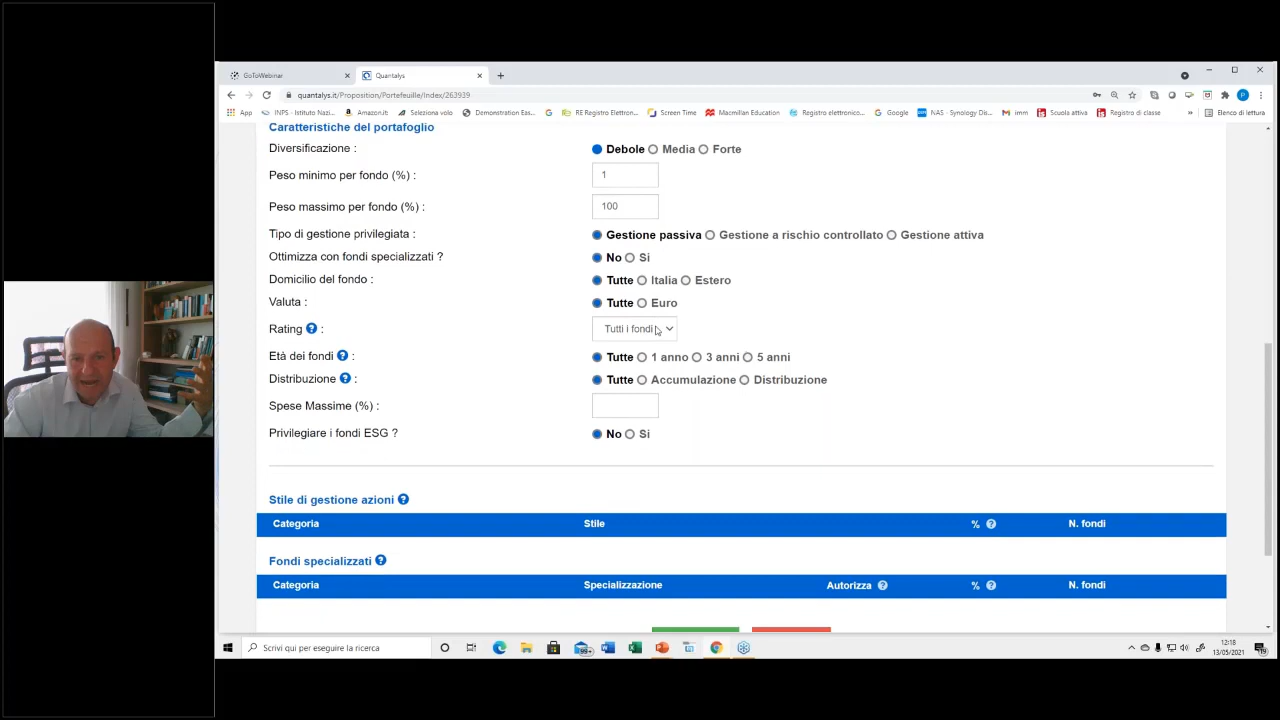 GoToWebinar
Quantalys
quantalys.it/Proposition/Portefeuille/Index/263939
App
INPS - Istituto Nazi...
Amazon.it
Seleziona volo
Demonstration Eas...
RE Registro Elettron...
Screen Time
Macmillan Education
Registro elettronico...
Google
NAS - Synology Dis...
imm
Scuola attiva
Registro di classe
»
Elenco di lettura
Caratteristiche del portafoglio
Diversificazione : Debole Media Forte
Peso minimo per fondo (%) : 1
Peso massimo per fondo (%) : 100
Tipo di gestione privilegiata : Gestione passiva Gestione a rischio controllato Gestione attiva
Ottimizza con fondi specializzati ? No Si
Domicilio del fondo : Tutte Italia Estero
Valuta : Tutte Euro
Rating ? : Tutti i fondi
Età dei fondi ? : Tutte 1 anno 3 anni 5 anni
Distribuzione ? : Tutte Accumulazione Distribuzione
Spese Massime (%) :
Privilegiare i fondi ESG ? No Si
Stile di gestione azioni ?
Categoria Stile % ? N. fondi
Fondi specializzati ?
Categoria Specializzazione Autorizza ? % ? N. fondi
Scrivi qui per eseguire la ricerca
99+
12:18
13/05/2021